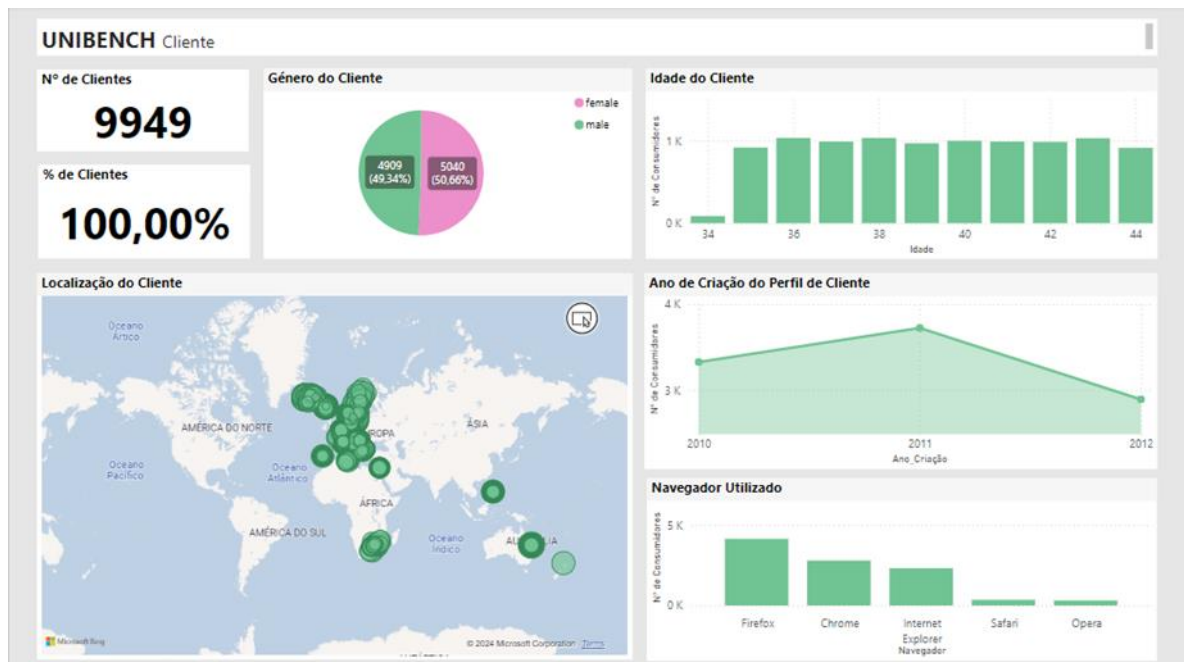 UNIBENCH Cliente
Nº de Clientes
9949
% de Clientes
100,00%
Género do Cliente
female
male
4909
(49,34%)
5040
(50,66%)
Idade do Cliente
Nº de Consumidores
1 K
0 K
34
36
38
40
42
44
Idade
Localização do Cliente
Oceano
Ártico
AMÉRICA DO NORTE
ÁSIA
Oceano
Pacífico
Oceano
Atlântico
ÁFRICA
AMÉRICA DO SUL
Oceano
Índico
Microsoft Bing
© 2024 Microsoft Corporation Terms
Ano de Criação do Perfil de Cliente
Nº de Consumidores
4 K
3 K
2010
2011
2012
Ano_Criação
Navegador Utilizado
Nº de Consumidores
5 K
0 K
Firefox
Chrome
Internet
Explorer
Safari
Opera
Navegador